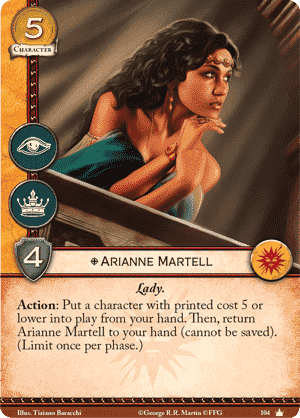 5
CHARACTER
4
ARIANNE MARTELL
Lady.
Action: Put a character with printed cost 5 or
lower into play from your hand. Then, return
Arianne Martell to your hand (cannot be saved).
(Limit once per phase.)
Illus. Tiziano Baracchi ©George R.R. Martin ©FFG 104